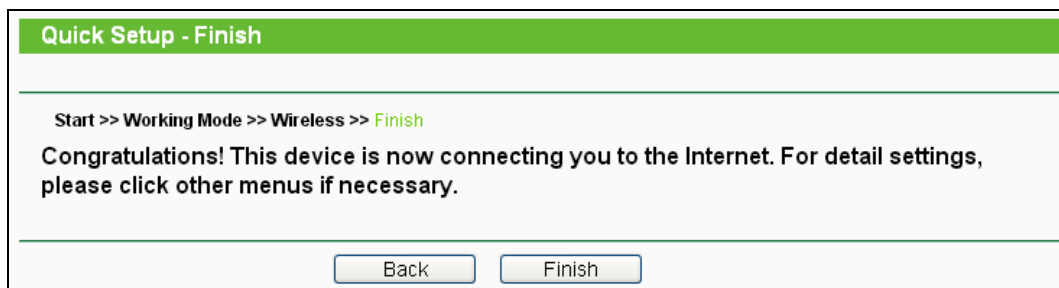 Quick Setup - Finish
Start >> Working Mode >> Wireless >> Finish
Congratulations! This device is now connecting you to the Internet. For detail settings,
please click other menus if necessary.
Back Finish